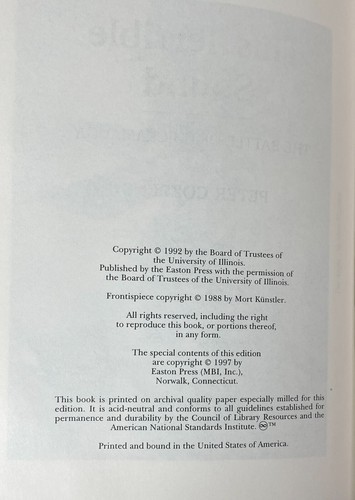 Copyright © 1992 by the Board of Trustees of
the University of Illinois.
Published by the Easton Press with the permission of
the Board of Trustees of the University of Illinois.
Frontispiece copyright © 1988 by Mort Künstler.
All rights reserved, including the right
to reproduce this book, or portions thereof,
in any form.
The special contents of this edition
are copyright © 1997 by
Easton Press (MBI, Inc.),
Norwalk, Connecticut.
This book is printed on archival quality paper especially milled for this
edition. It is acid-neutral and conforms to all guidelines established for
permanence and durability by the Council of Library Resources and the
American National Standards Institute. ♾™
Printed and bound in the United States of America.